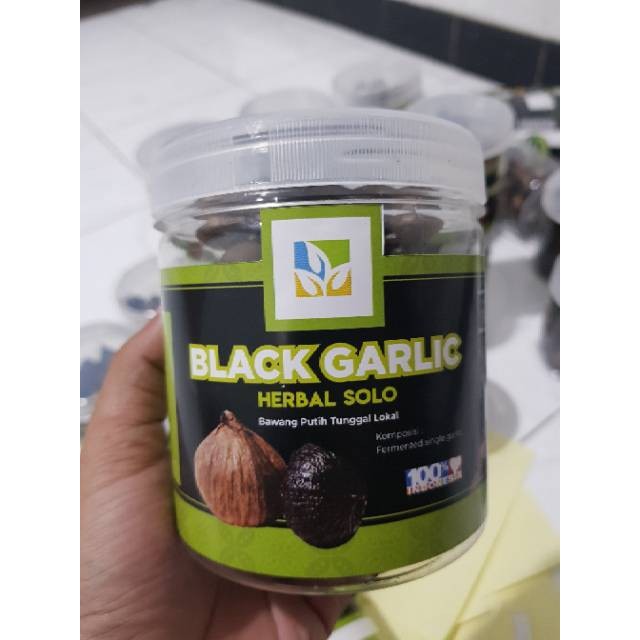 BLACK GARLIC
HERBAL SOLO
Bawang Putih Tunggal Lokal
Komposisi :
Fermented single garlic
100%
INDONESIA